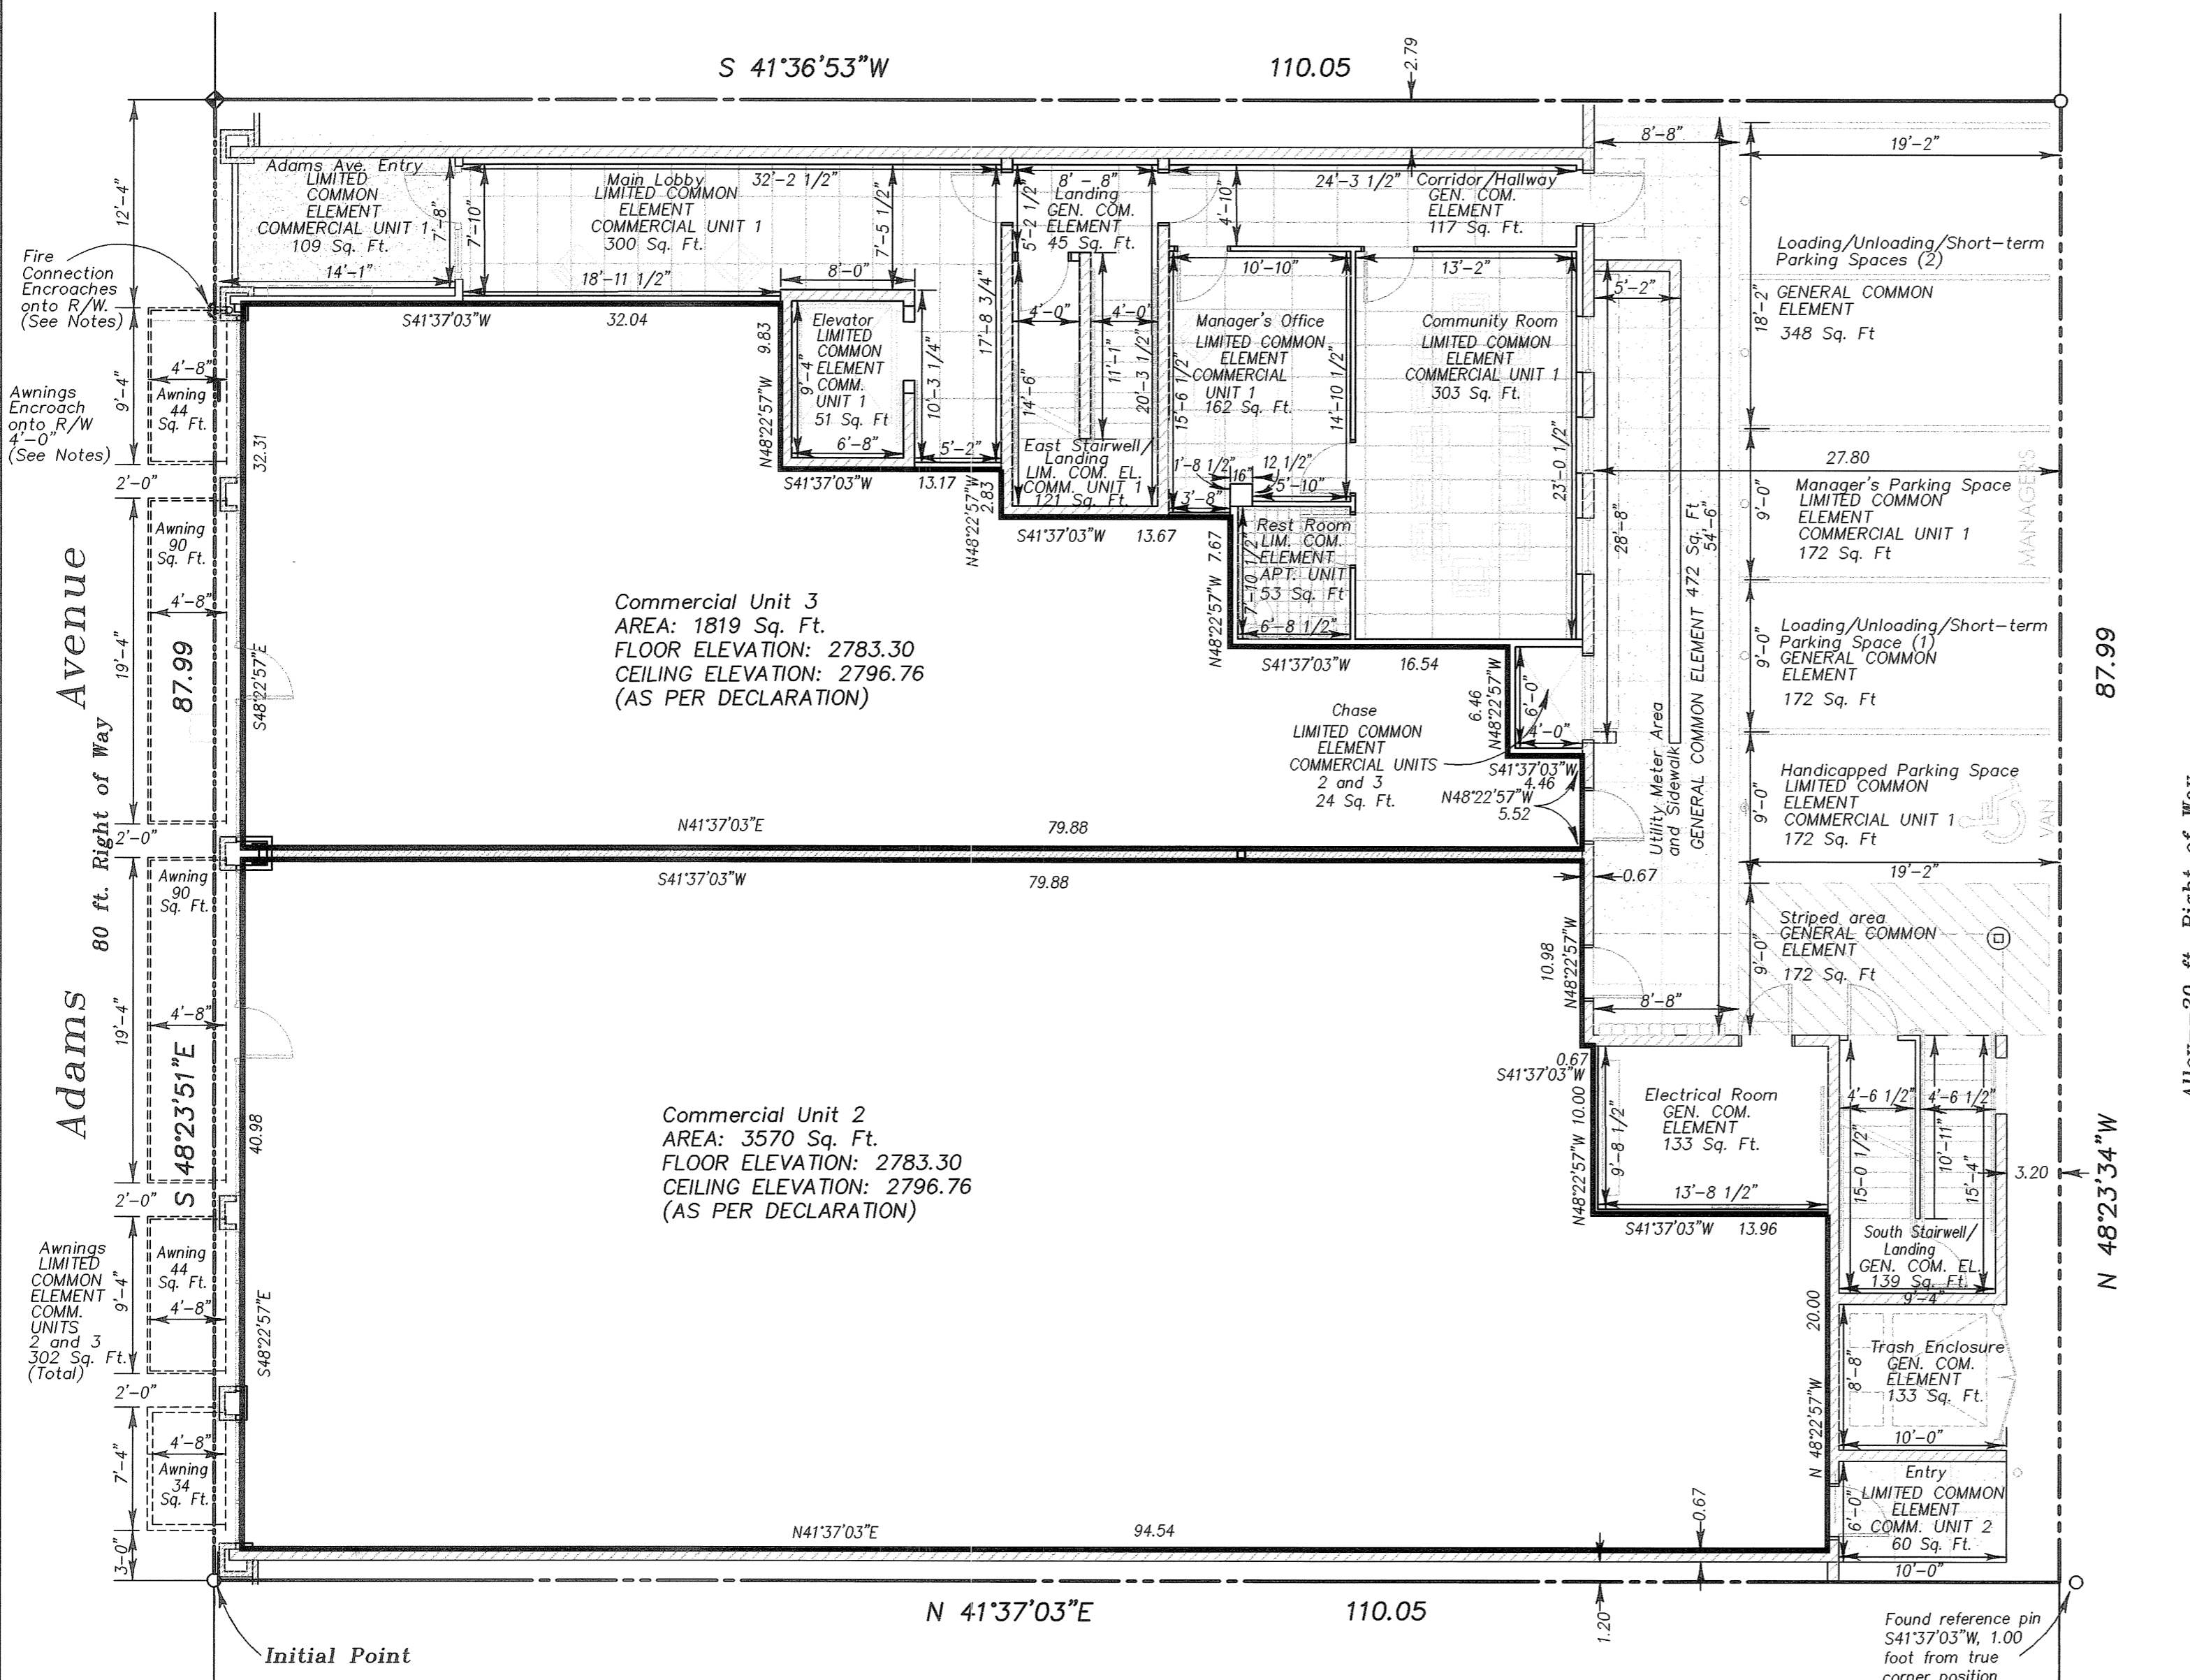 S 41°36'53"W
110.05
2.79
12'-4"
Fire
Connection
Encroaches
onto R/W.
(See Notes)
Awnings
Encroach
onto R/W
4'-0"
(See Notes)
9'-4"
4'-8"
Awning
44
Sq. Ft.
2'-0"
Awning
90
Sq. Ft.
4'-8"
19'-4"
Adams Avenue
80 ft. Right of Way
87.99
S 48°23'51"E
2'-0"
Awning
90
Sq. Ft.
4'-8"
19'-4"
2'-0"
Awnings
LIMITED
COMMON
ELEMENT
COMM.
UNITS
2 and 3
302 Sq. Ft.
(Total)
9'-4"
Awning
44
Sq. Ft.
4'-8"
2'-0"
4'-8"
Awning
34
Sq. Ft.
7'-4"
3'-0"
Adams Ave. Entry
LIMITED
COMMON
ELEMENT
COMMERCIAL UNIT 1
109 Sq. Ft.
14'-1"
7'-8"
7'-10"
Main Lobby
LIMITED COMMON
ELEMENT
COMMERCIAL UNIT 1
300 Sq. Ft.
32'-2 1/2"
18'-11 1/2"
7'-5 1/2"
8'-0"
8' - 8"
Landing
GEN. COM.
ELEMENT
45 Sq. Ft.
5'-2 1/2"
4'-10"
24'-3 1/2"
Corridor/Hallway
GEN. COM.
ELEMENT
117 Sq. Ft.
S41°37'03"W
32.04
9.83
N48°22'57"W
Elevator
LIMITED
COMMON
ELEMENT
COMM.
UNIT 1
51 Sq. Ft
9'-4"
6'-8"
10'-3 1/4"
17'-8 3/4"
5'-2"
4'-0"
4'-0"
14'-6"
11'-1"
20'-3 1/2"
East Stairwell/
Landing
LIM. COM. EL.
COMM. UNIT 1
121 Sq. Ft.
10'-10"
Manager's Office
LIMITED COMMON
ELEMENT
COMMERCIAL
UNIT 1
162 Sq. Ft.
15'-6 1/2"
14'-10 1/2"
1'-8 1/2"
16"
12 1/2"
3'-8"
5'-10"
13'-2"
Community Room
LIMITED COMMON
ELEMENT
COMMERCIAL UNIT 1
303 Sq. Ft.
23'-0 1/2"
Rest Room
LIM. COM.
ELEMENT
APT. UNIT
53 Sq. Ft
7'-10 1/2"
6'-8 1/2"
S41°37'03"W
13.17
N48°22'57"W
2.83
S41°37'03"W
13.67
N48°22'57"W 7.67
S41°37'03"W
16.54
6.46
N48°22'57"W
6'-0"
4'-0"
S41°37'03"W
4.46
N48°22'57"W
5.52
Chase
LIMITED COMMON
ELEMENT
COMMERCIAL UNITS
2 and 3
24 Sq. Ft.
32.31
S48°22'57"E
Commercial Unit 3
AREA: 1819 Sq. Ft.
FLOOR ELEVATION: 2783.30
CEILING ELEVATION: 2796.76
(AS PER DECLARATION)
N41°37'03"E
79.88
S41°37'03"W
79.88
0.67
10.98
N48°22'57"W
0.67
S41°37'03"W
N48°22'57"W 10.00
40.98
S48°22'57"E
Commercial Unit 2
AREA: 3570 Sq. Ft.
FLOOR ELEVATION: 2783.30
CEILING ELEVATION: 2796.76
(AS PER DECLARATION)
8'-8"
19'-2"
5'-2"
28'-8"
54'-6"
Utility Meter Area
and Sidewalk
GENERAL COMMON ELEMENT 472 Sq. Ft
8'-8"
Loading/Unloading/Short-term
Parking Spaces (2)
GENERAL COMMON
ELEMENT
348 Sq. Ft
18'-2"
27.80
Manager's Parking Space
LIMITED COMMON
ELEMENT
COMMERCIAL UNIT 1
172 Sq. Ft
9'-0"
MANAGERS
Loading/Unloading/Short-term
Parking Space (1)
GENERAL COMMON
ELEMENT
172 Sq. Ft
9'-0"
Handicapped Parking Space
LIMITED COMMON
ELEMENT
COMMERCIAL UNIT 1
172 Sq. Ft
9'-0"
VAN
19'-2"
Striped area
GENERAL COMMON
ELEMENT
172 Sq. Ft
9'-0"
Electrical Room
GEN. COM.
ELEMENT
133 Sq. Ft.
9'-8 1/2"
13'-8 1/2"
S41°37'03"W
13.96
4'-6 1/2"
4'-6 1/2"
15'-0 1/2"
10'-11"
15'-4"
3.20
South Stairwell/
Landing
GEN. COM. EL.
139 Sq. Ft.
9'-4"
Trash Enclosure
GEN. COM.
ELEMENT
133 Sq. Ft.
8'-8"
10'-0"
Entry
LIMITED COMMON
ELEMENT
COMM. UNIT 2
60 Sq. Ft.
6'-0"
10'-0"
20.00
N 48°22'57"W
87.99
N 48°23'34"W
N41°37'03"E
94.54
0.67
1.20
N 41°37'03"E
110.05
Initial Point
Found reference pin
S41°37'03"W, 1.00
foot from true
corner position